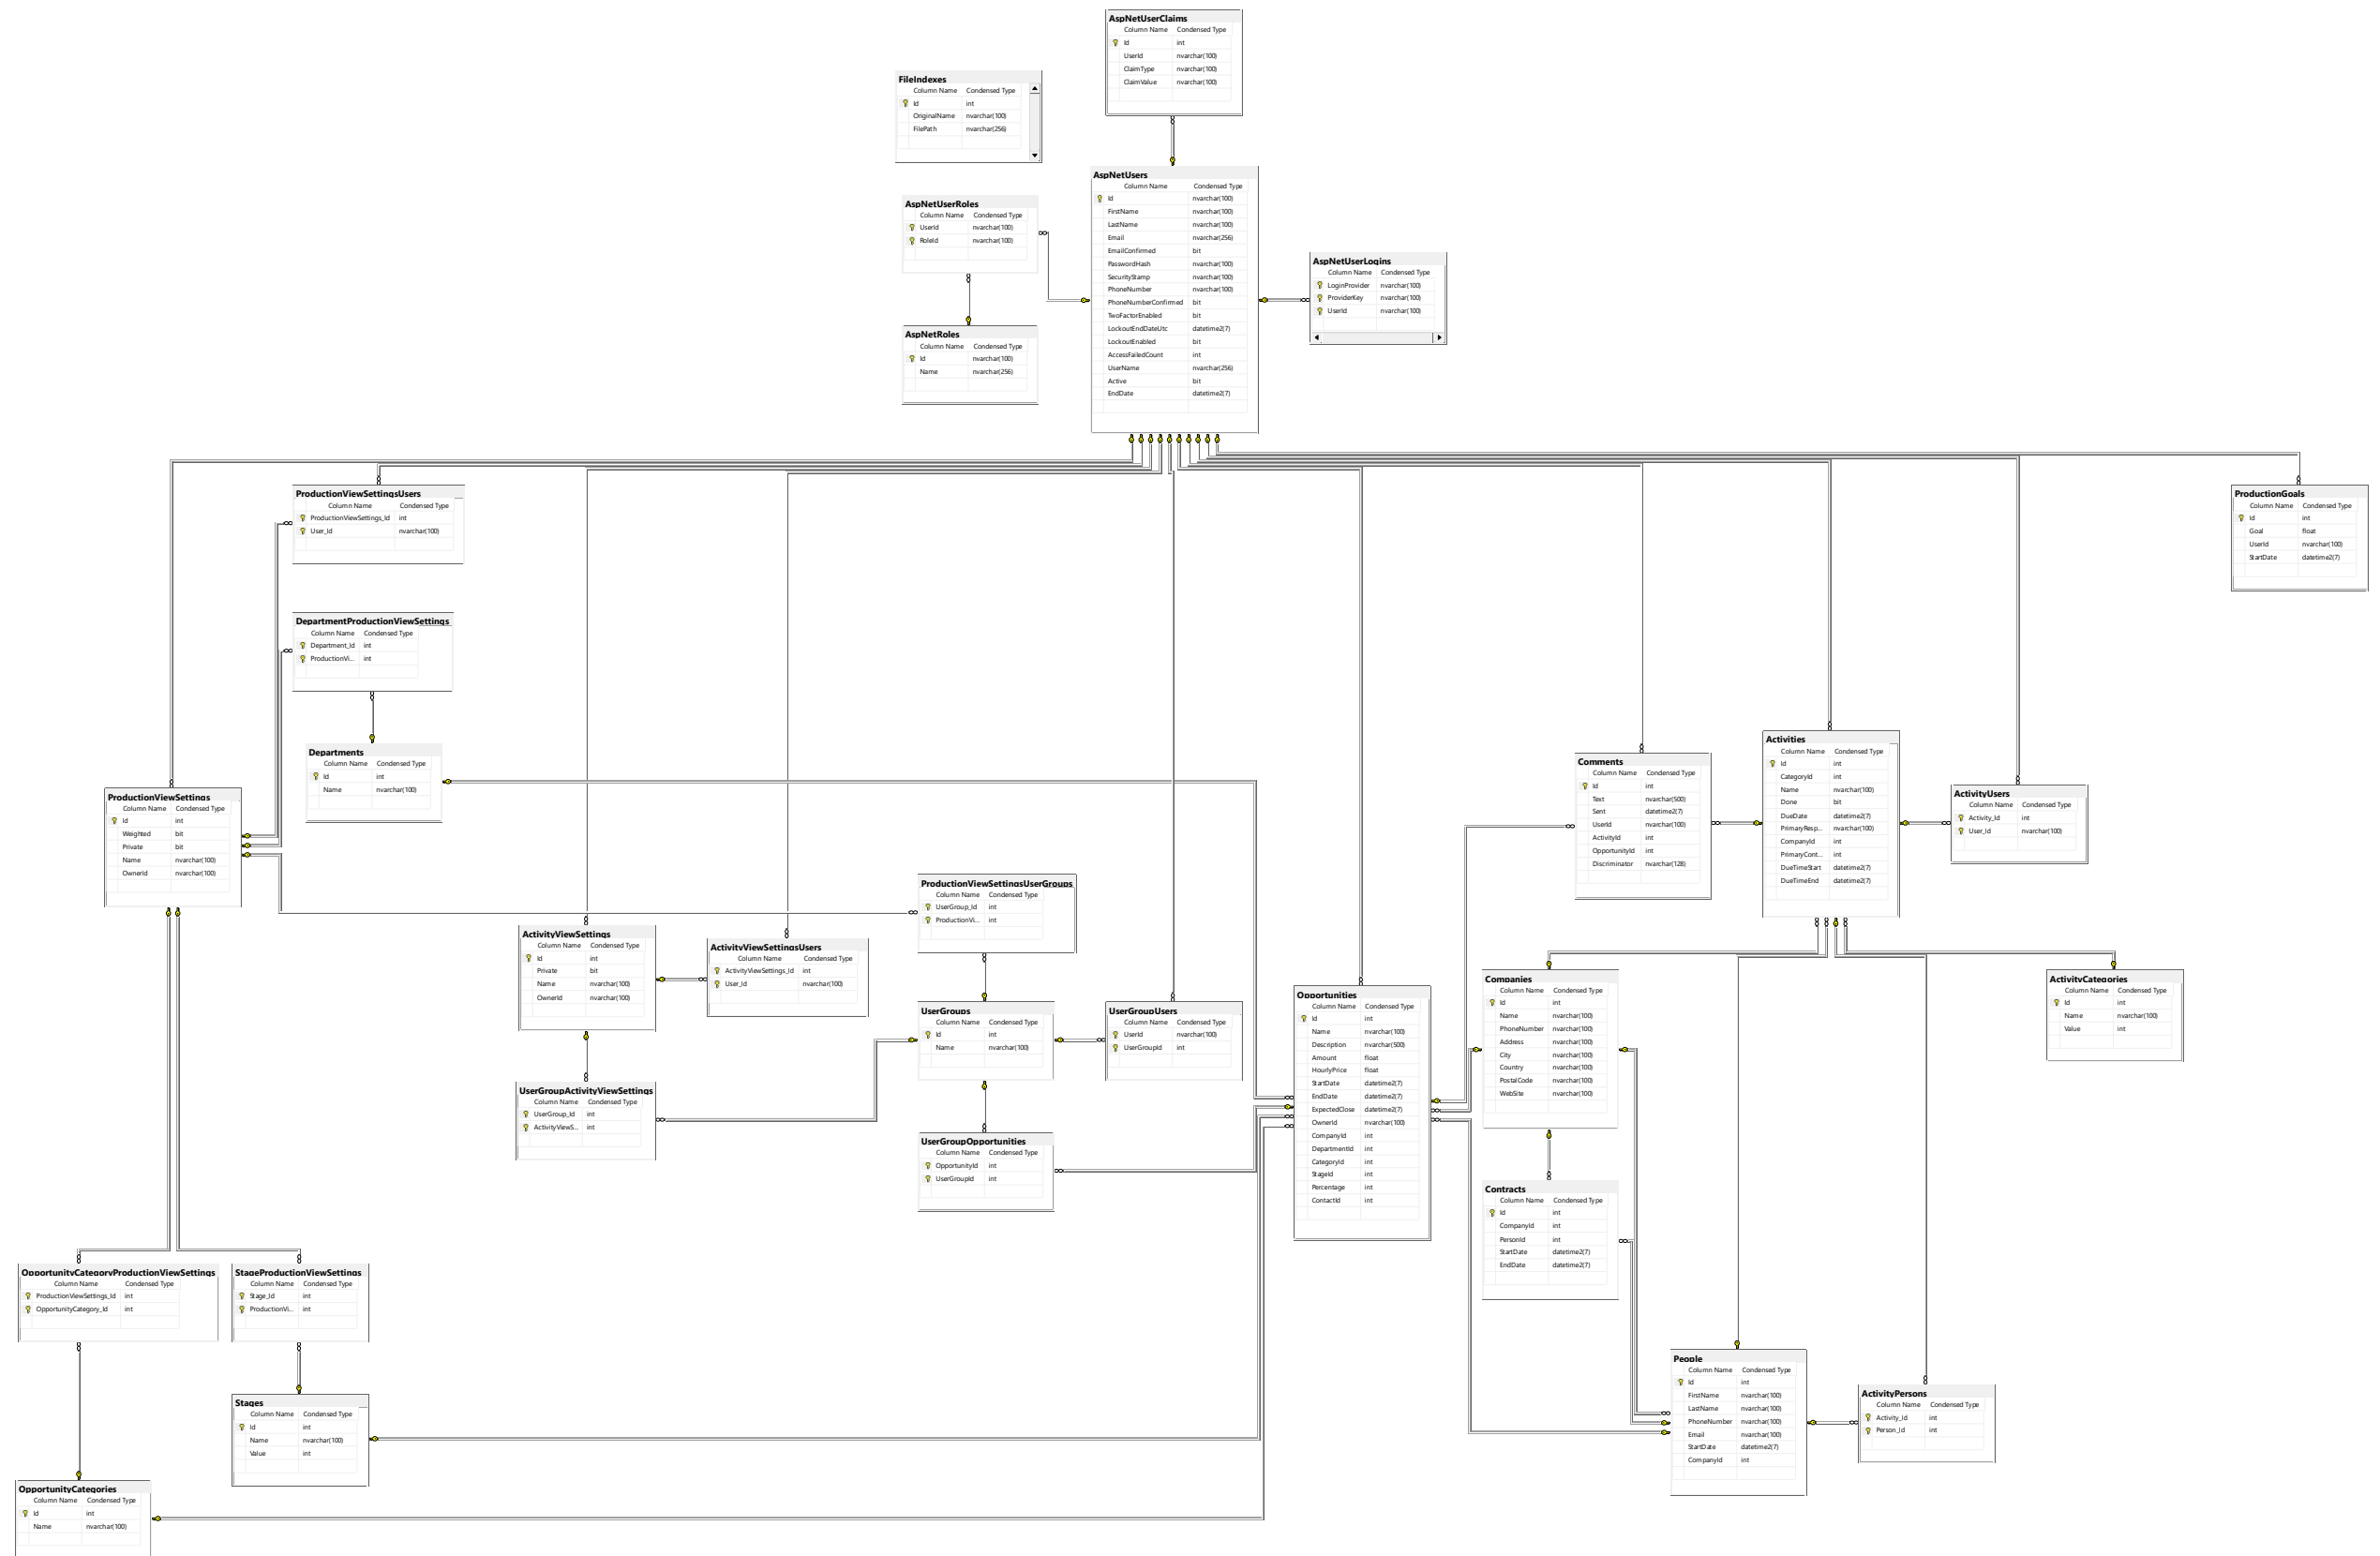 AspNetUserClaims
Column Name Condensed Type
Id int
UserId nvarchar(100)
ClaimType nvarchar(100)
ClaimValue nvarchar(100)
FileIndexes
Column Name Condensed Type
Id int
OriginalName nvarchar(100)
FilePath nvarchar(256)
AspNetUsers
Column Name Condensed Type
Id nvarchar(100)
FirstName nvarchar(100)
LastName nvarchar(100)
Email nvarchar(256)
EmailConfirmed bit
PasswordHash nvarchar(100)
SecurityStamp nvarchar(100)
PhoneNumber nvarchar(100)
PhoneNumberConfirmed bit
TwoFactorEnabled bit
LockoutEndDateUtc datetime2(7)
LockoutEnabled bit
AccessFailedCount int
UserName nvarchar(256)
Active bit
EndDate datetime2(7)
AspNetUserRoles
Column Name Condensed Type
UserId nvarchar(100)
RoleId nvarchar(100)
AspNetUserLogins
Column Name Condensed Type
LoginProvider nvarchar(100)
ProviderKey nvarchar(100)
UserId nvarchar(100)
AspNetRoles
Column Name Condensed Type
Id nvarchar(100)
Name nvarchar(256)
ProductionViewSettingsUsers
Column Name Condensed Type
ProductionViewSettings_Id int
User_Id nvarchar(100)
ProductionGoals
Column Name Condensed Type
Id int
Goal float
UserId nvarchar(100)
StartDate datetime2(7)
DepartmentProductionViewSettings
Column Name Condensed Type
Department_Id int
ProductionVi... int
Departments
Column Name Condensed Type
Id int
Name nvarchar(100)
ProductionViewSettings
Column Name Condensed Type
Id int
Weighted bit
Private bit
Name nvarchar(100)
OwnerId nvarchar(100)
Comments
Column Name Condensed Type
Id int
Text nvarchar(500)
Sent datetime2(7)
UserId nvarchar(100)
ActivityId int
OpportunityId int
Discriminator nvarchar(128)
Activities
Column Name Condensed Type
Id int
CategoryId int
Name nvarchar(100)
Done bit
DueDate datetime2(7)
PrimaryResp... nvarchar(100)
CompanyId int
PrimaryCont... int
DueTimeStart datetime2(7)
DueTimeEnd datetime2(7)
ActivityUsers
Column Name Condensed Type
Activity_Id int
User_Id nvarchar(100)
ProductionViewSettingsUserGroups
Column Name Condensed Type
UserGroup_Id int
ProductionVi... int
ActivityViewSettings
Column Name Condensed Type
Id int
Private bit
Name nvarchar(100)
OwnerId nvarchar(100)
ActivityViewSettingsUsers
Column Name Condensed Type
ActivityViewSettings_Id int
User_Id nvarchar(100)
UserGroups
Column Name Condensed Type
Id int
Name nvarchar(100)
UserGroupUsers
Column Name Condensed Type
UserId nvarchar(100)
UserGroupId int
Opportunities
Column Name Condensed Type
Id int
Name nvarchar(100)
Description nvarchar(500)
Amount float
HourlyPrice float
StartDate datetime2(7)
EndDate datetime2(7)
ExpectedClose datetime2(7)
OwnerId nvarchar(100)
CompanyId int
DepartmentId int
CategoryId int
StageId int
Percentage int
ContactId int
Companies
Column Name Condensed Type
Id int
Name nvarchar(100)
PhoneNumber nvarchar(100)
Address nvarchar(100)
City nvarchar(100)
Country nvarchar(100)
PostalCode nvarchar(100)
WebSite nvarchar(100)
ActivityCategories
Column Name Condensed Type
Id int
Name nvarchar(100)
Value int
UserGroupActivityViewSettings
Column Name Condensed Type
UserGroup_Id int
ActivityViewS... int
UserGroupOpportunities
Column Name Condensed Type
OpportunityId int
UserGroupId int
Contracts
Column Name Condensed Type
Id int
CompanyId int
PersonId int
StartDate datetime2(7)
EndDate datetime2(7)
OpportunityCategoryProductionViewSettings
Column Name Condensed Type
ProductionViewSettings_Id int
OpportunityCategory_Id int
StageProductionViewSettings
Column Name Condensed Type
Stage_Id int
ProductionVi... int
People
Column Name Condensed Type
Id int
FirstName nvarchar(100)
LastName nvarchar(100)
PhoneNumber nvarchar(100)
Email nvarchar(100)
StartDate datetime2(7)
CompanyId int
ActivityPersons
Column Name Condensed Type
Activity_Id int
Person_Id int
Stages
Column Name Condensed Type
Id int
Name nvarchar(100)
Value int
OpportunityCategories
Column Name Condensed Type
Id int
Name nvarchar(100)